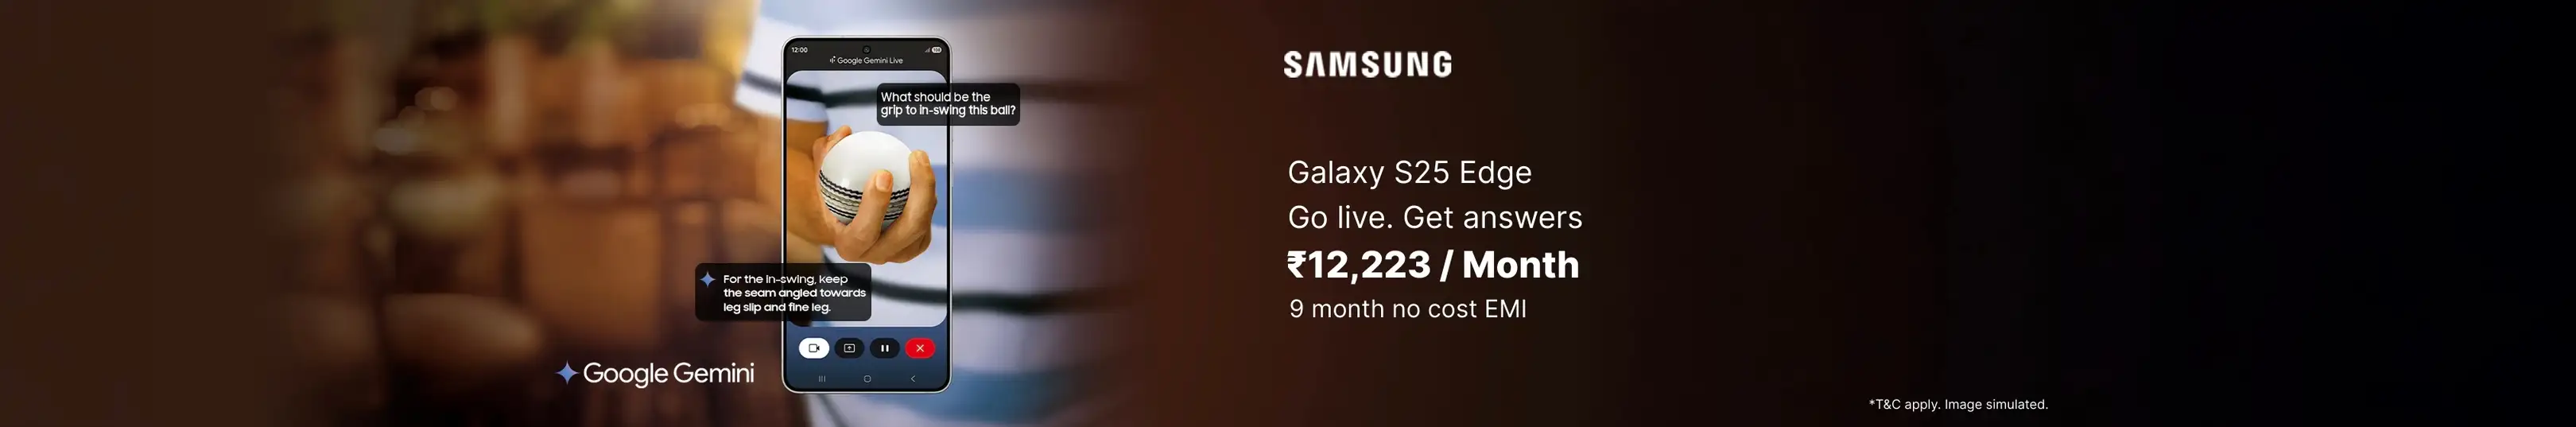 12:00
Google Gemini Live
What should be the
grip to in-swing this ball?
For the in-swing, keep
the seam angled towards
leg slip and fine leg.
Google Gemini
SAMSUNG
Galaxy S25 Edge
Go live. Get answers
₹12,223 / Month
9 month no cost EMI
*T&C apply. Image simulated.